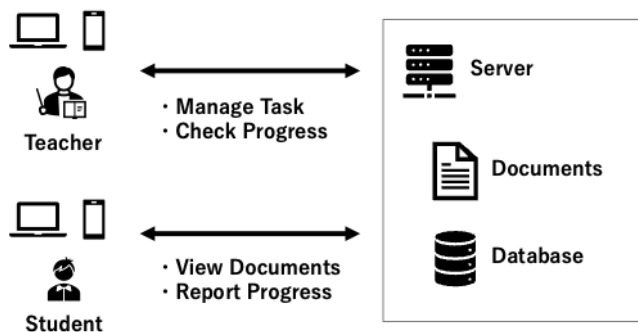 Teacher
・Manage Task
・Check Progress
Student
・View Documents
・Report Progress
Server
Documents
Database